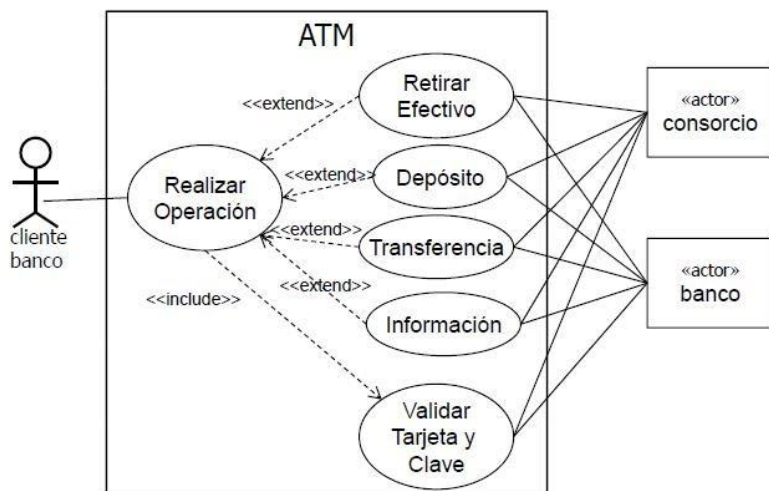 ATM
Retirar
Efectivo
<<extend>>
«actor»
consorcio
Realizar
Operación
<<extend>>
Depósito
cliente
banco
<<extend>>
Transferencia
<<extend>>
«actor»
banco
<<include>>
Información
Validar
Tarjeta y
Clave